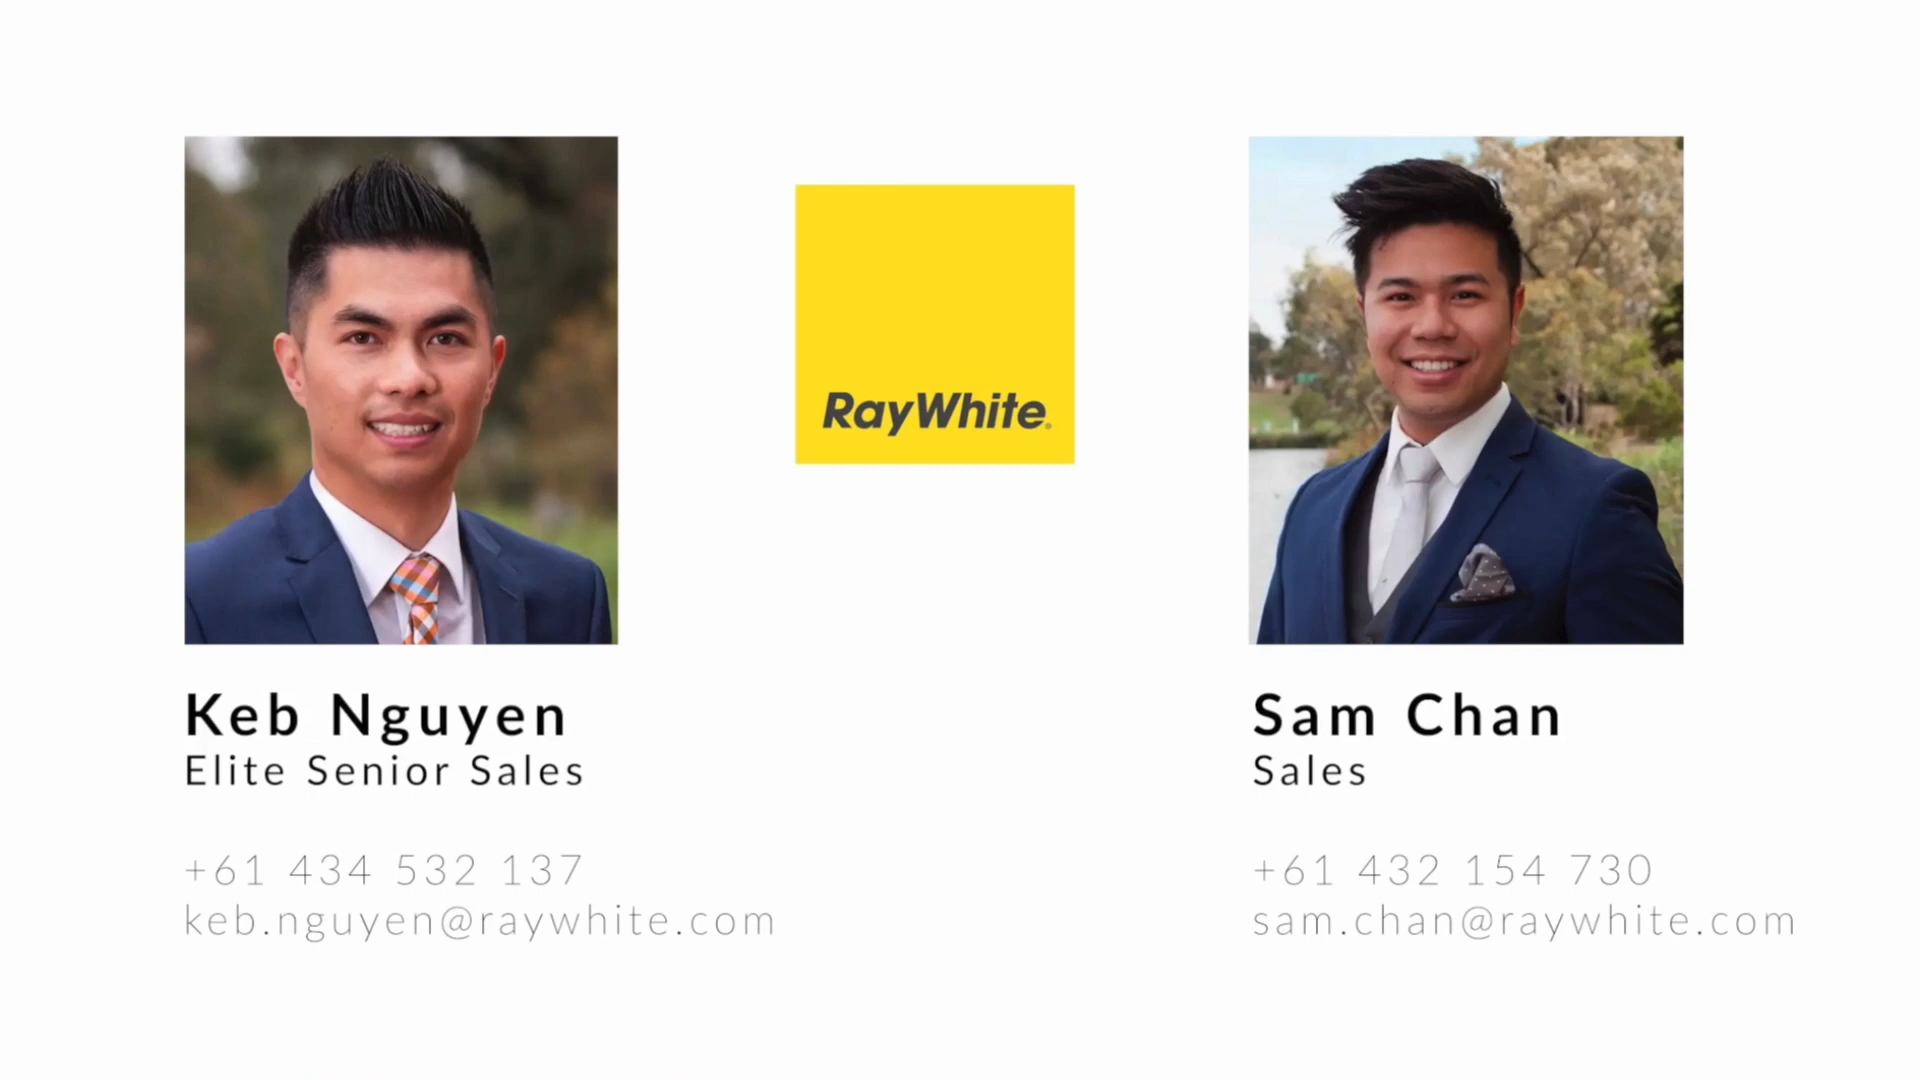 RayWhite.
Keb Nguyen
Elite Senior Sales
+61 434 532 137
keb.nguyen@raywhite.com
Sam Chan
Sales
+61 432 154 730
sam.chan@raywhite.com